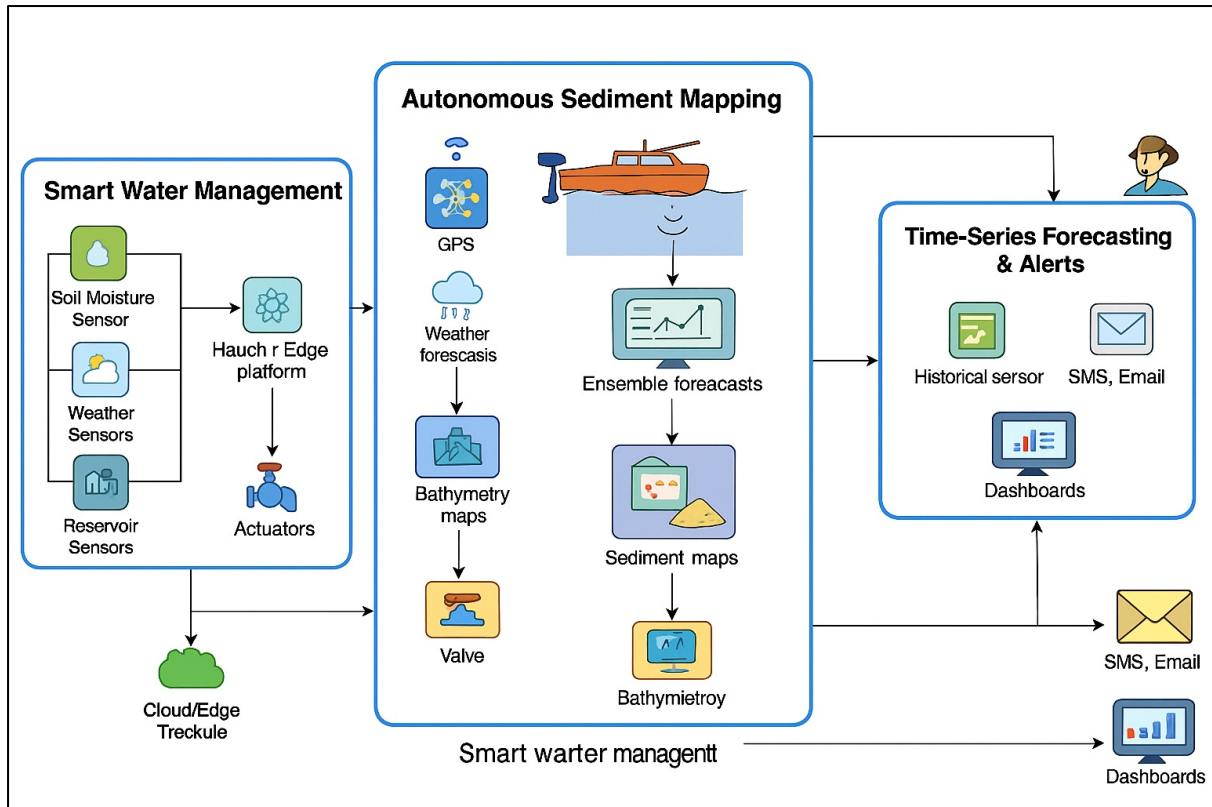 Smart Water Management
Soil Moisture
Sensor
Weather
Sensors
Reservoir
Sensors
Hauch r Edge
platform
Actuators
Cloud/Edge
Treckule
Autonomous Sediment Mapping
GPS
Weather
forescasis
Bathymetry
maps
Valve
Ensemble foreacasts
Sediment maps
Bathymietroy
Smart warter managentt
Time-Series Forecasting
& Alerts
Historical sersor
SMS, Email
Dashboards
SMS, Email
Dashboards